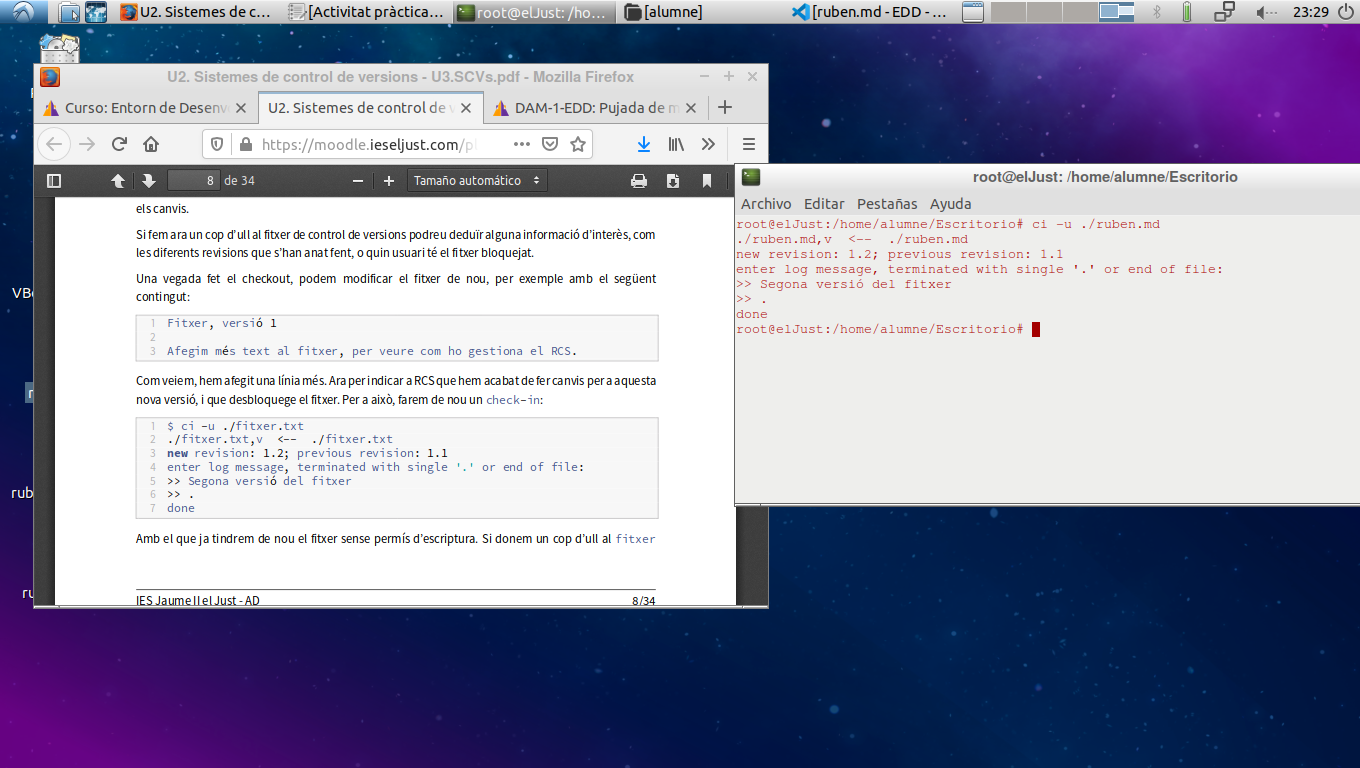 U2. Sistemes de c...
[Activitat pràctica...
root@elJust: /ho...
[alumne]
[ruben.md - EDD - ...
23:29
U2. Sistemes de control de versions - U3.SCVs.pdf - Mozilla Firefox
Curso: Entorn de Desenv
U2. Sistemes de control de v
DAM-1-EDD: Pujada de m
https://moodle.ieseljust.com/pl
8 de 34
Tamaño automático
els canvis.
Si fem ara un cop d'ull al fitxer de control de versions podreu deduïr alguna informació d'interès, com
les diferents revisions que s'han anat fent, o quin usuari té el fitxer bloquejat.
Una vegada fet el checkout, podem modificar el fitxer de nou, per exemple amb el següent
contingut:
1 Fitxer, versió 1
2
3 Afegim més text al fitxer, per veure com ho gestiona el RCS.
Com veiem, hem afegit una línia més. Ara per indicar a RCS que hem acabat de fer canvis per a aquesta
nova versió, i que desbloquege el fitxer. Per a això, farem de nou un check-in:
1 $ ci -u ./fitxer.txt
2 ./fitxer.txt,v <-- ./fitxer.txt
3 new revision: 1.2; previous revision: 1.1
4 enter log message, terminated with single '.' or end of file:
5 >> Segona versió del fitxer
6 >> .
7 done
Amb el que ja tindrem de nou el fitxer sense permís d'escriptura. Si donem un cop d'ull al fitxer
IES Jaume II el Just - AD 8/34
root@elJust: /home/alumne/Escritorio
Archivo Editar Pestañas Ayuda
root@elJust:/home/alumne/Escritorio# ci -u ./ruben.md
./ruben.md,v <-- ./ruben.md
new revision: 1.2; previous revision: 1.1
enter log message, terminated with single '.' or end of file:
>> Segona versió del fitxer
>> .
done
root@elJust:/home/alumne/Escritorio#
VBo
rub
ru